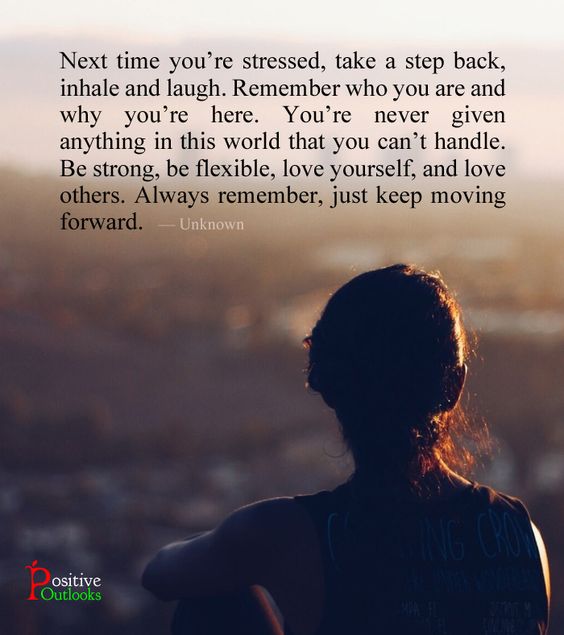 Next time you’re stressed, take a step back,
inhale and laugh. Remember who you are and
why you’re here. You’re never given
anything in this world that you can’t handle.
Be strong, be flexible, love yourself, and love
others. Always remember, just keep moving
forward. — Unknown
CROW
Positive
Outlooks